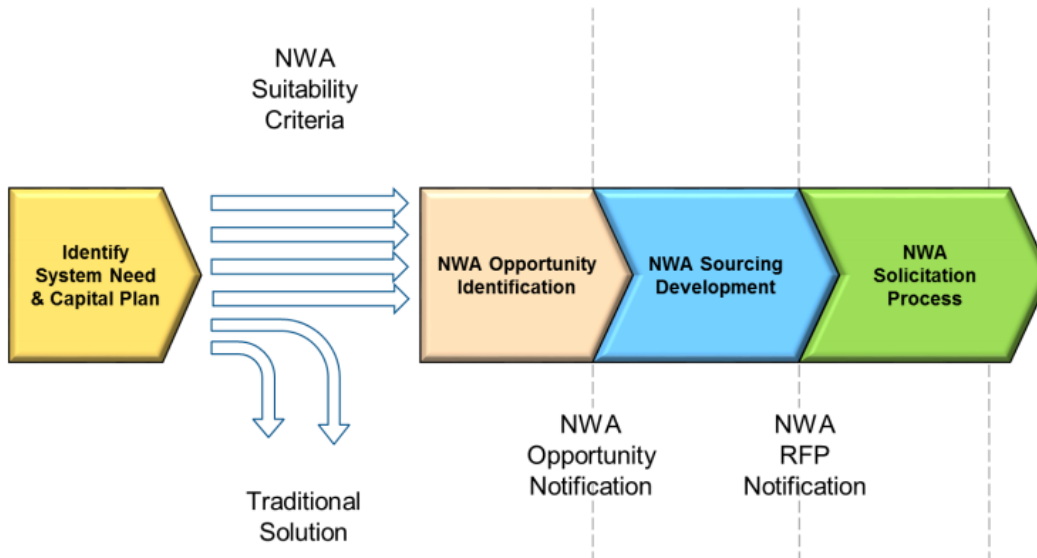 NWA
Suitability
Criteria
Identify
System Need
& Capital Plan
NWA Opportunity
Identification
NWA Sourcing
Development
NWA
Solicitation
Process
NWA
Opportunity
Notification
NWA
RFP
Notification
Traditional
Solution